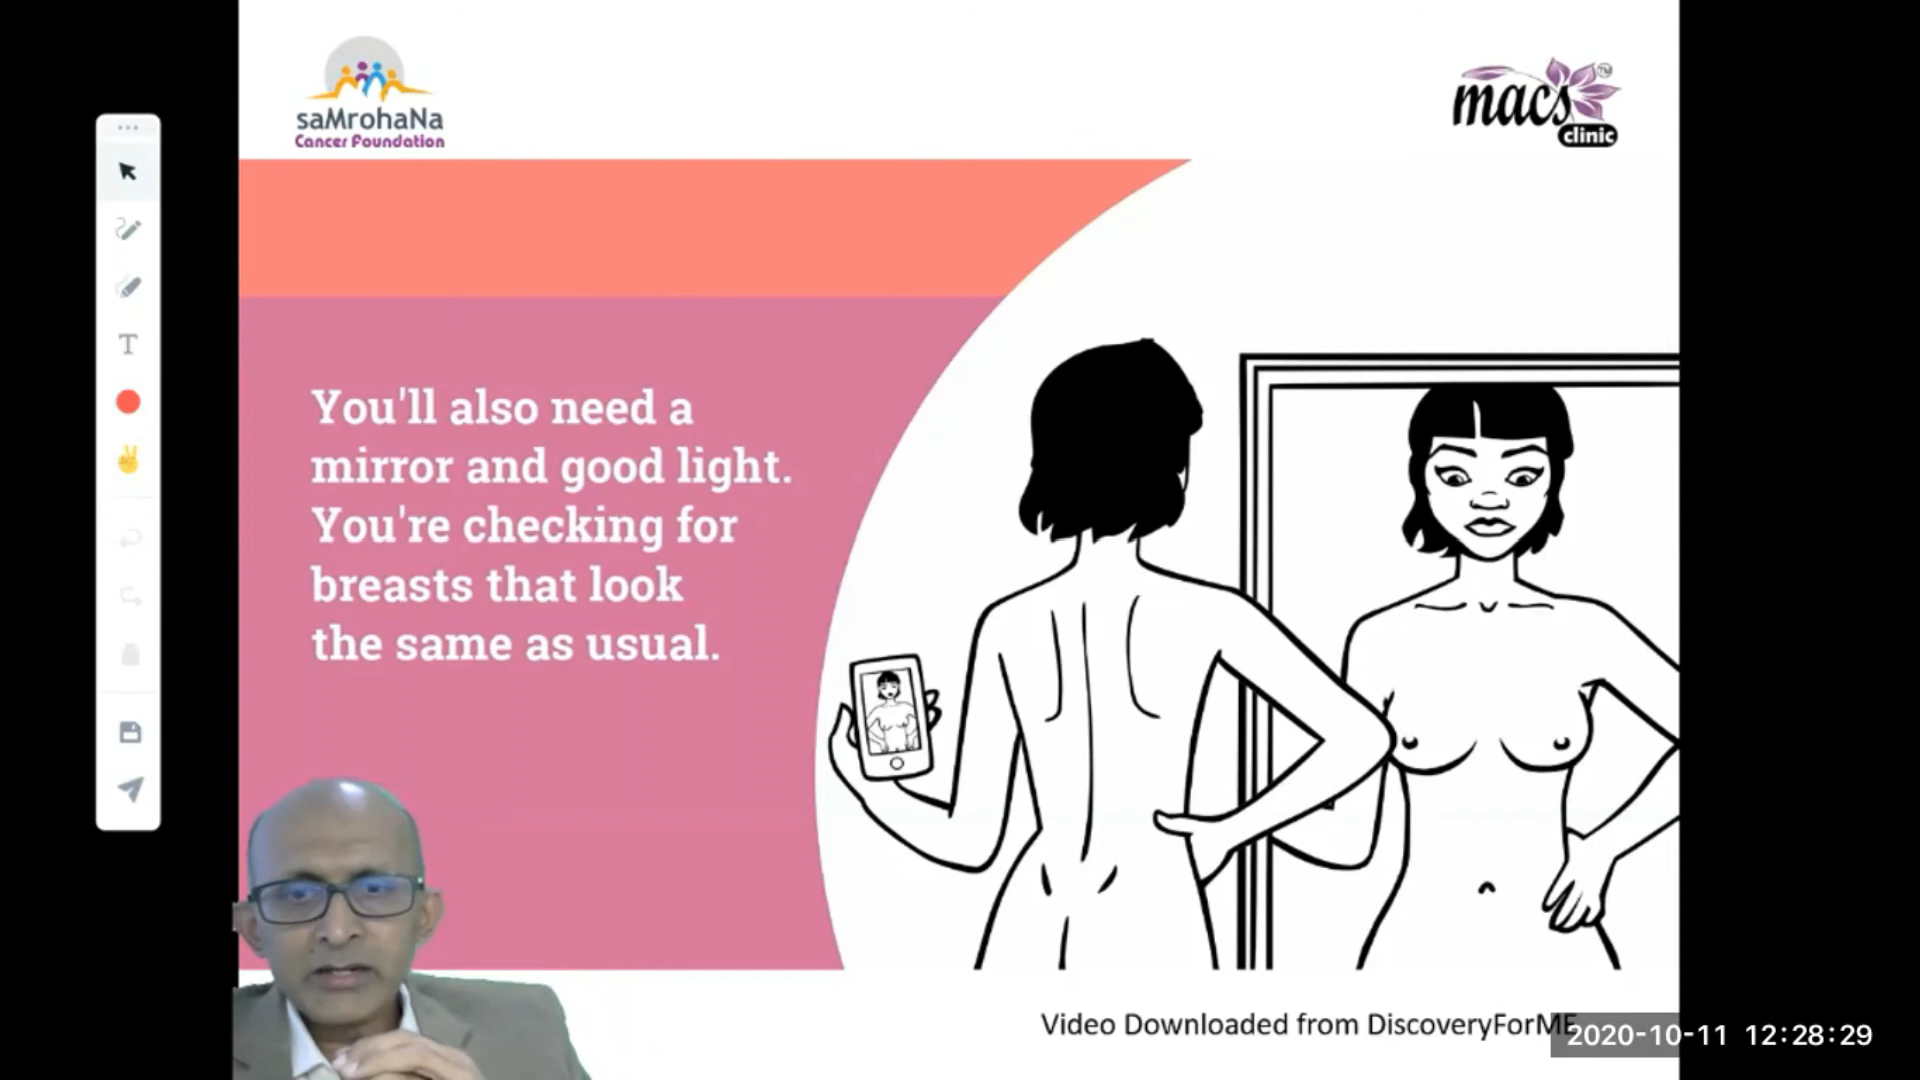 saMrohaNa
Cancer Foundation
macs TM
clinic
T
You'll also need a
mirror and good light.
You're checking for
breasts that look
the same as usual.
Video Downloaded from DiscoveryForME
2020-10-11 12:28:29